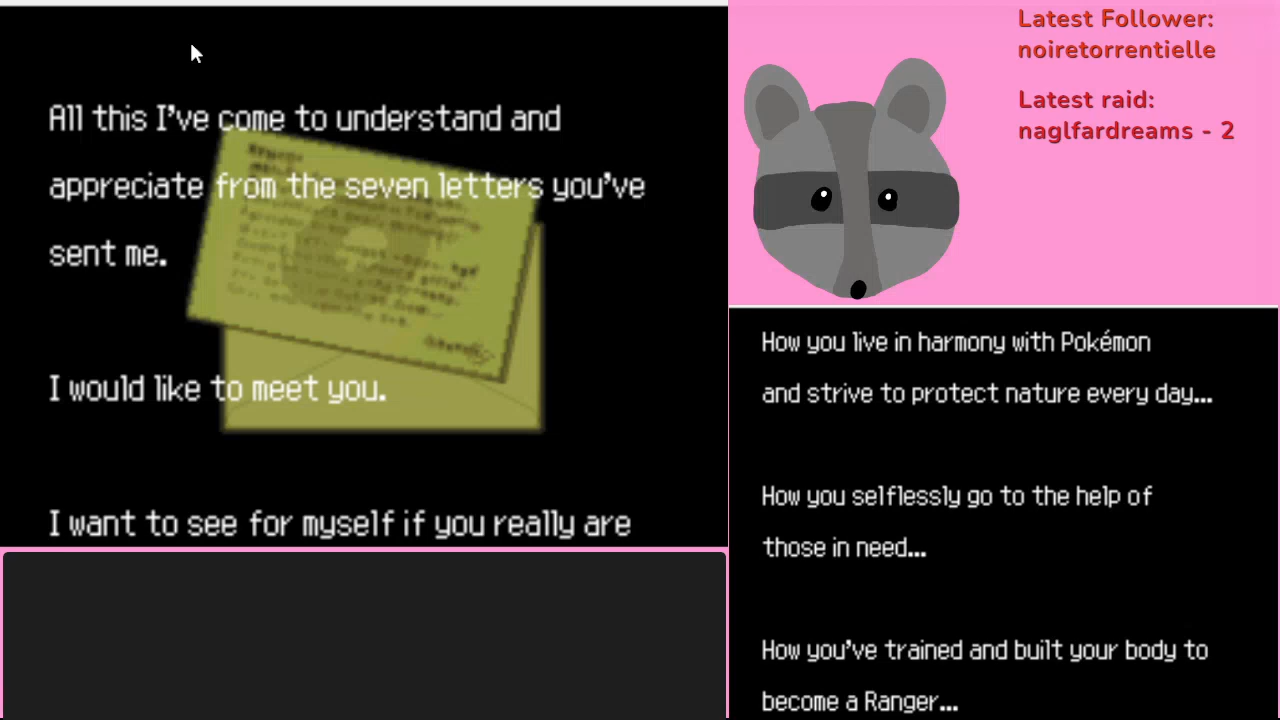 All this I've come to understand and
appreciate from the seven letters you've
sent me.
I would like to meet you.
I want to see for myself if you really are
Latest Follower:
noiretorrentielle
Latest raid:
naglfardreams - 2
How you live in harmony with Pokémon
and strive to protect nature every day...
How you selflessly go to the help of
those in need...
How you've trained and built your body to
become a Ranger...